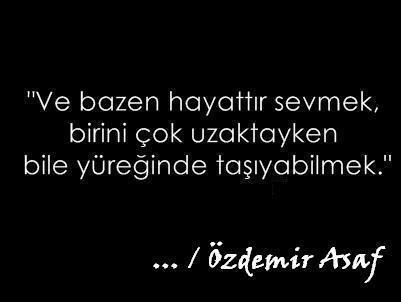 "Ve bazen hayattır sevmek,
birini çok uzaktayken
bile yüreğinde taşıyabilmek."
... / Özdemir Asaf